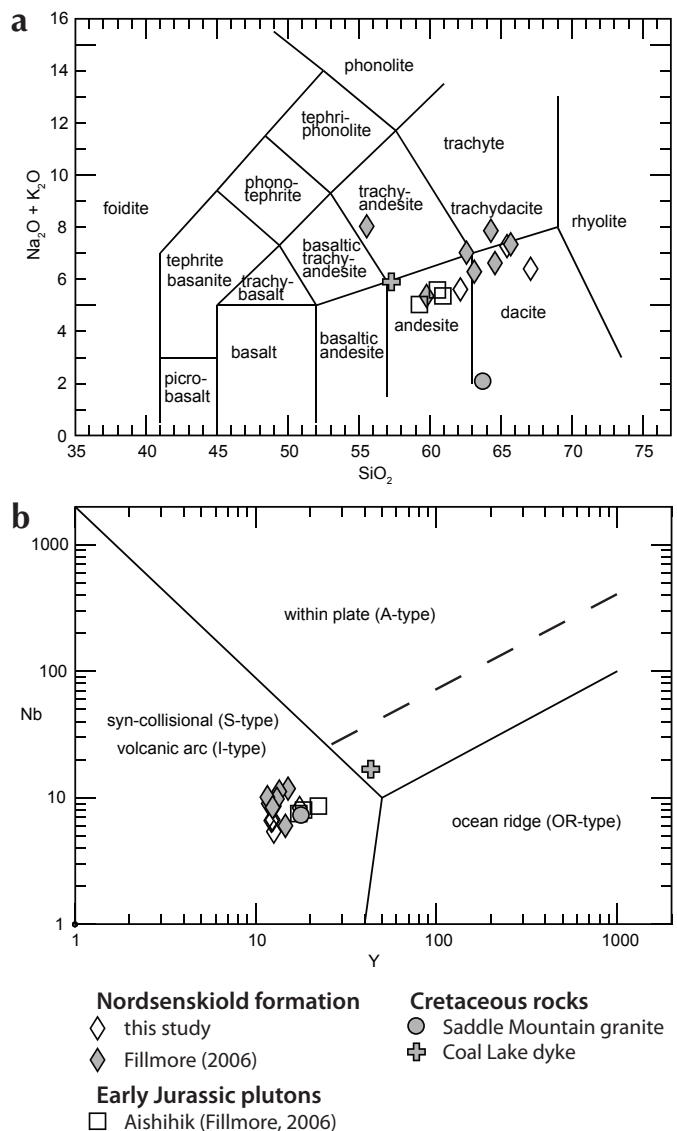 a
16
14
12
10
8
6
4
2
0
Na2O + K2O
35
40
45
50
55
60
65
70
75
SiO2
phonolite
tephri-
phonolite
trachyte
phono-
tephrite
trachy-
andesite
foidite
trachydacite
rhyolite
basaltic
trachy-
andesite
tephrite
basanite
trachy-
basalt
andesite
dacite
basalt
basaltic
andesite
picro-
basalt
b
1000
100
Nb
10
1
within plate (A-type)
syn-collisional (S-type)
volcanic arc (I-type)
ocean ridge (OR-type)
1
10
100
1000
Y
Nordsenskiold formation
this study
Fillmore (2006)
Early Jurassic plutons
Aishihik (Fillmore, 2006)
Cretaceous rocks
Saddle Mountain granite
Coal Lake dyke